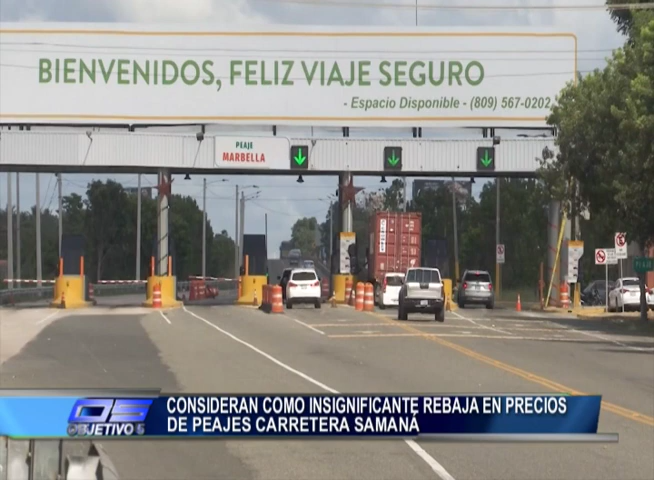 BIENVENIDOS, FELIZ VIAJE SEGURO
- Espacio Disponible - (809) 567-0202
PEAJE
MARBELLA
OBJETIVO 5
CONSIDERAN COMO INSIGNIFICANTE REBAJA EN PRECIOS
DE PEAJES CARRETERA SAMANÁ